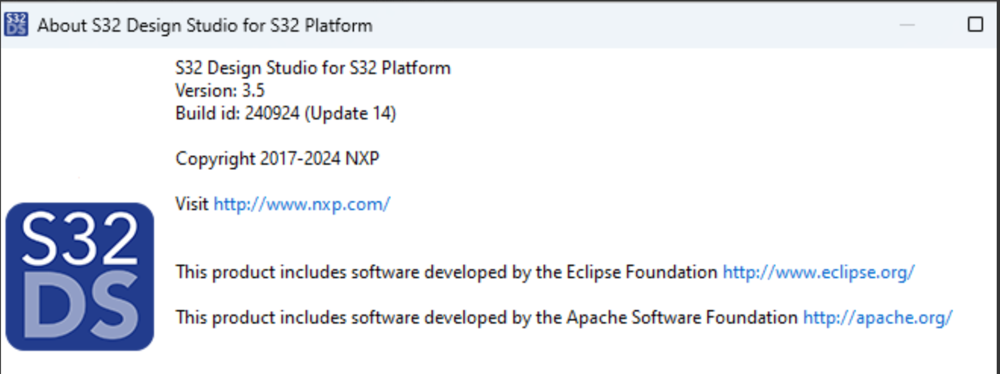 S32
DS
About S32 Design Studio for S32 Platform
S32 Design Studio for S32 Platform
Version: 3.5
Build id: 240924 (Update 14)
Copyright 2017-2024 NXP
Visit http://www.nxp.com/
S32
DS
This product includes software developed by the Eclipse Foundation http://www.eclipse.org/
This product includes software developed by the Apache Software Foundation http://apache.org/